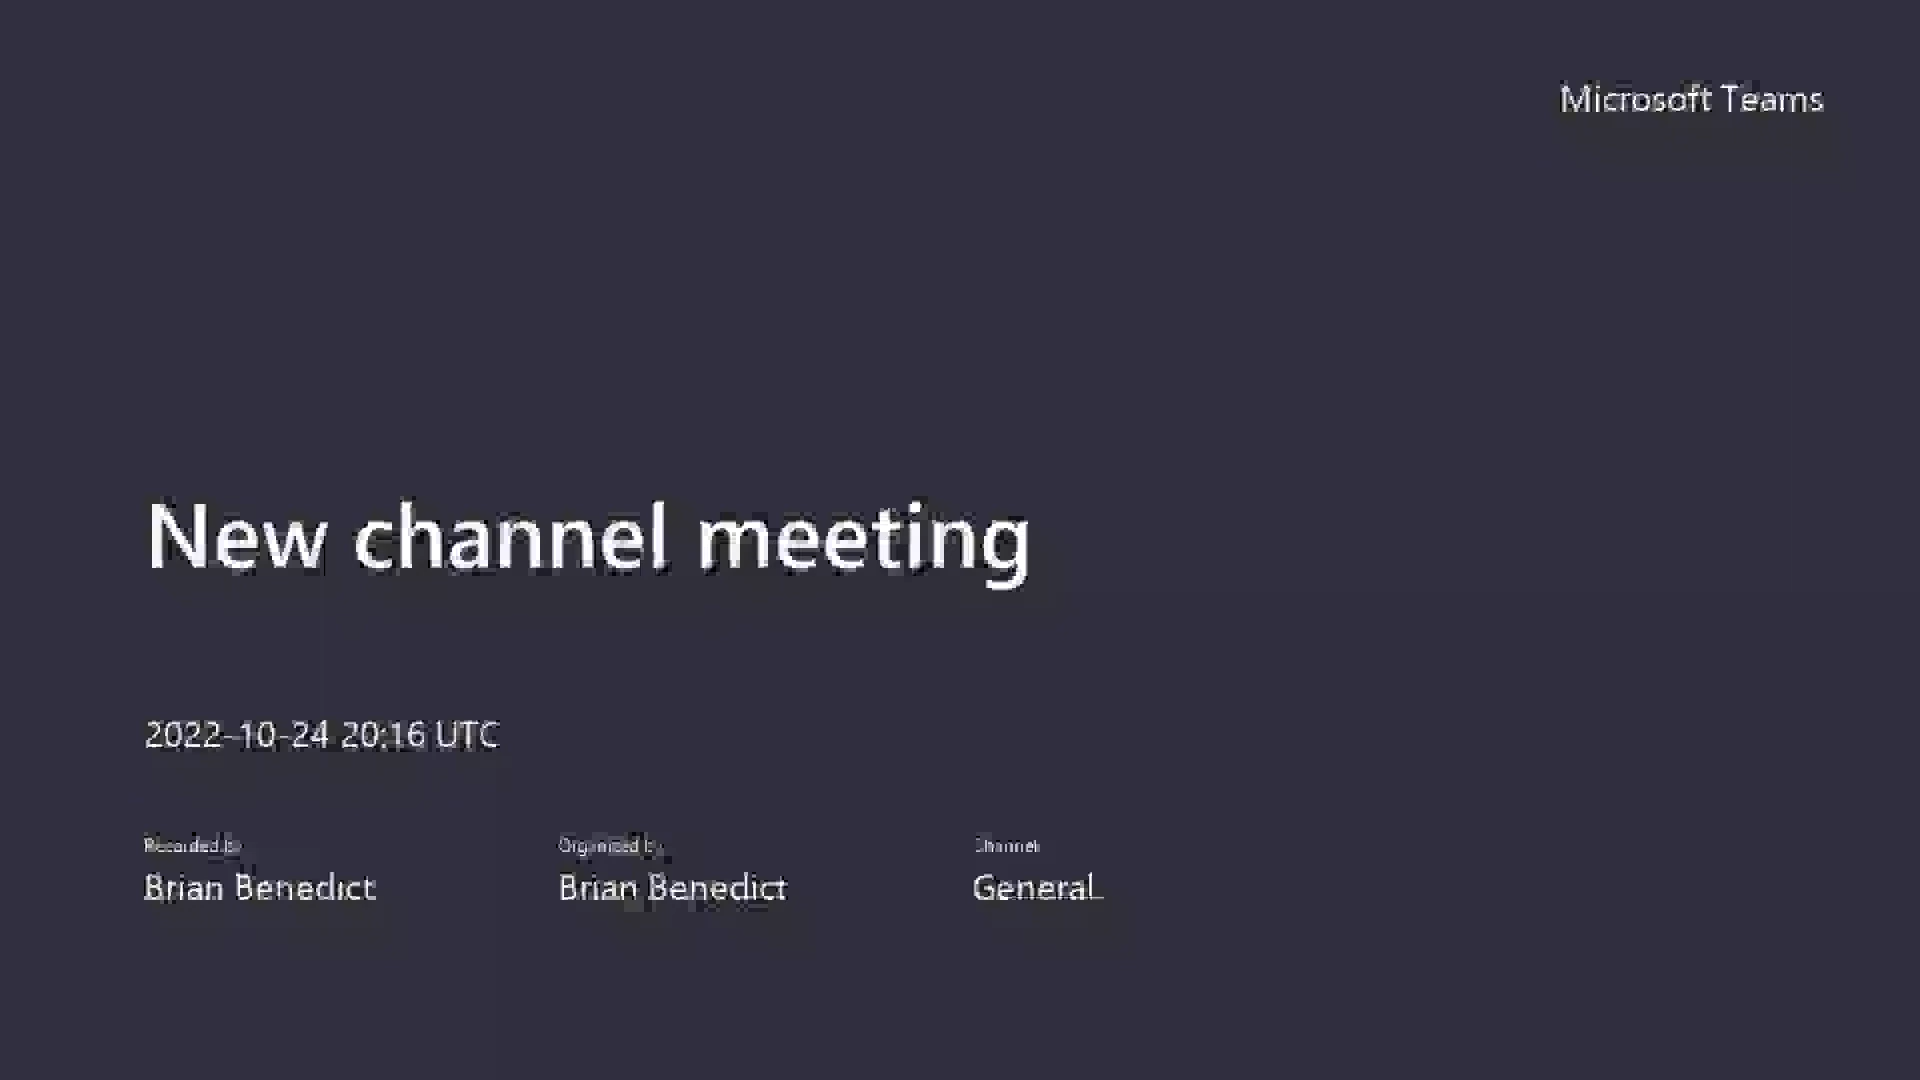 Microsoft Teams
New channel meeting
2022-10-24 20:16 UTC
Recorded by
Organized by
Channel
Brian Benedict
Brian Benedict
General